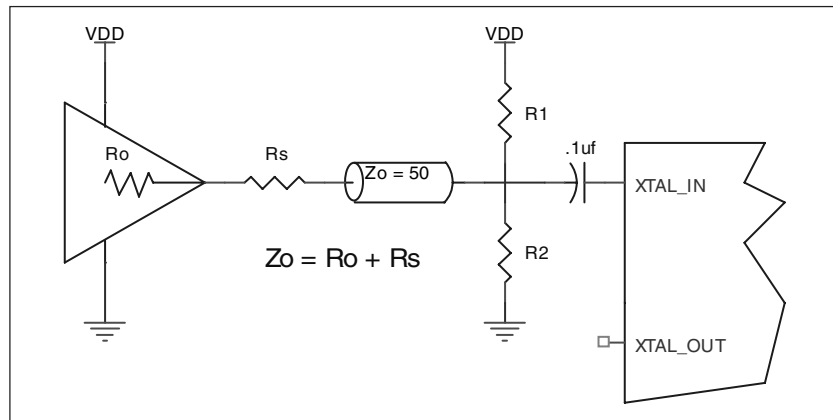 VDD
VDD
R1
Ro
Rs
Zo = 50
.1uf
XTAL_IN
Zo = Ro + Rs
R2
XTAL_OUT